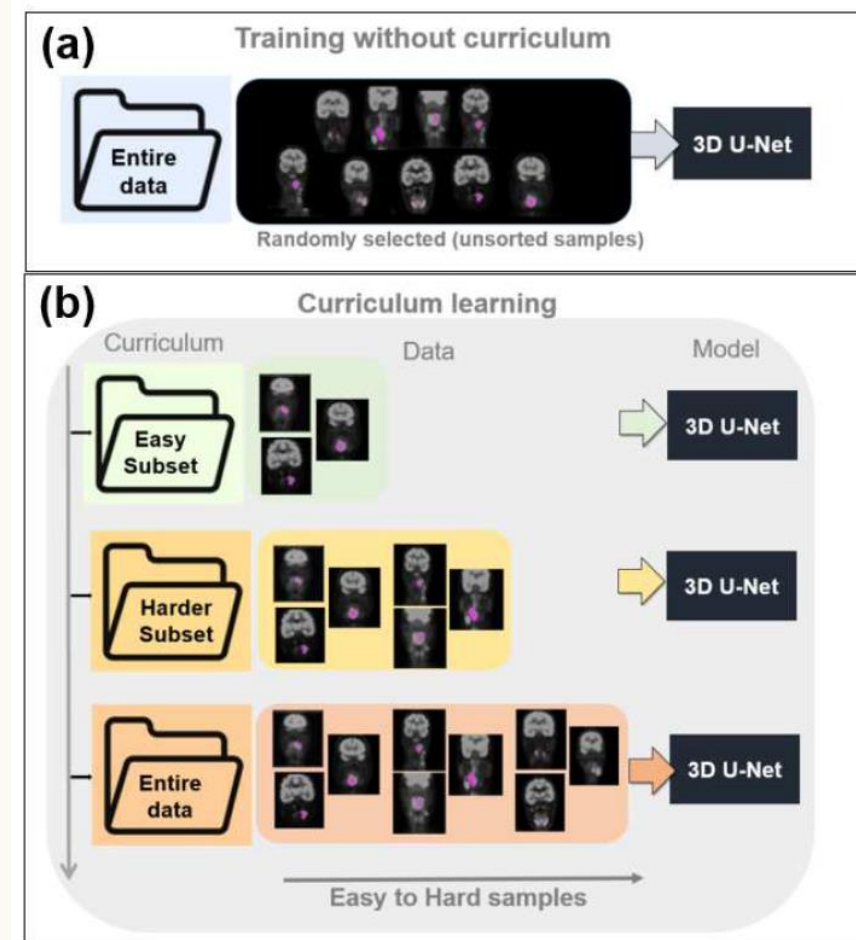 (a)
Training without curriculum
Entire
data
3D U-Net
Randomly selected (unsorted samples)
(b)
Curriculum learning
Curriculum
Data
Model
Easy
Subset
3D U-Net
Harder
Subset
3D U-Net
Entire
data
3D U-Net
Easy to Hard samples